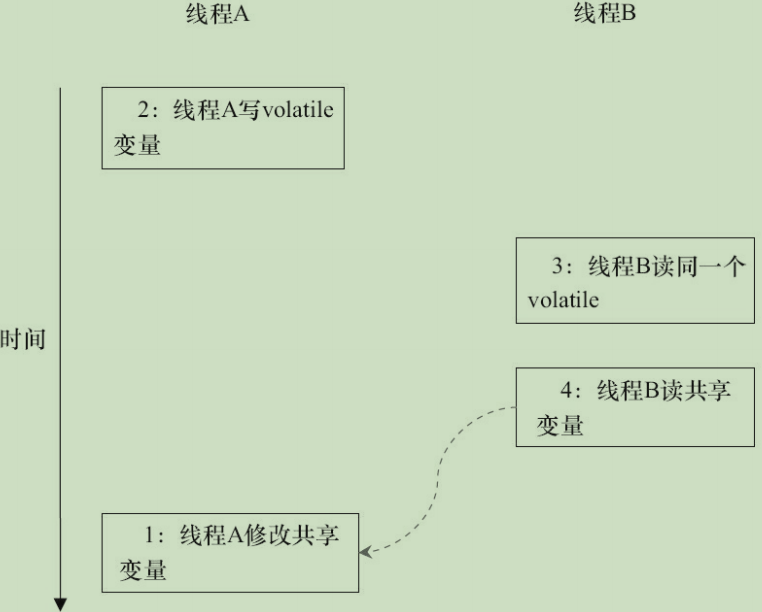 线程A
线程B
2：线程A写volatile
变量
3：线程B读同一个
volatile
时间
4：线程B读共享
变量
1：线程A修改共享
变量